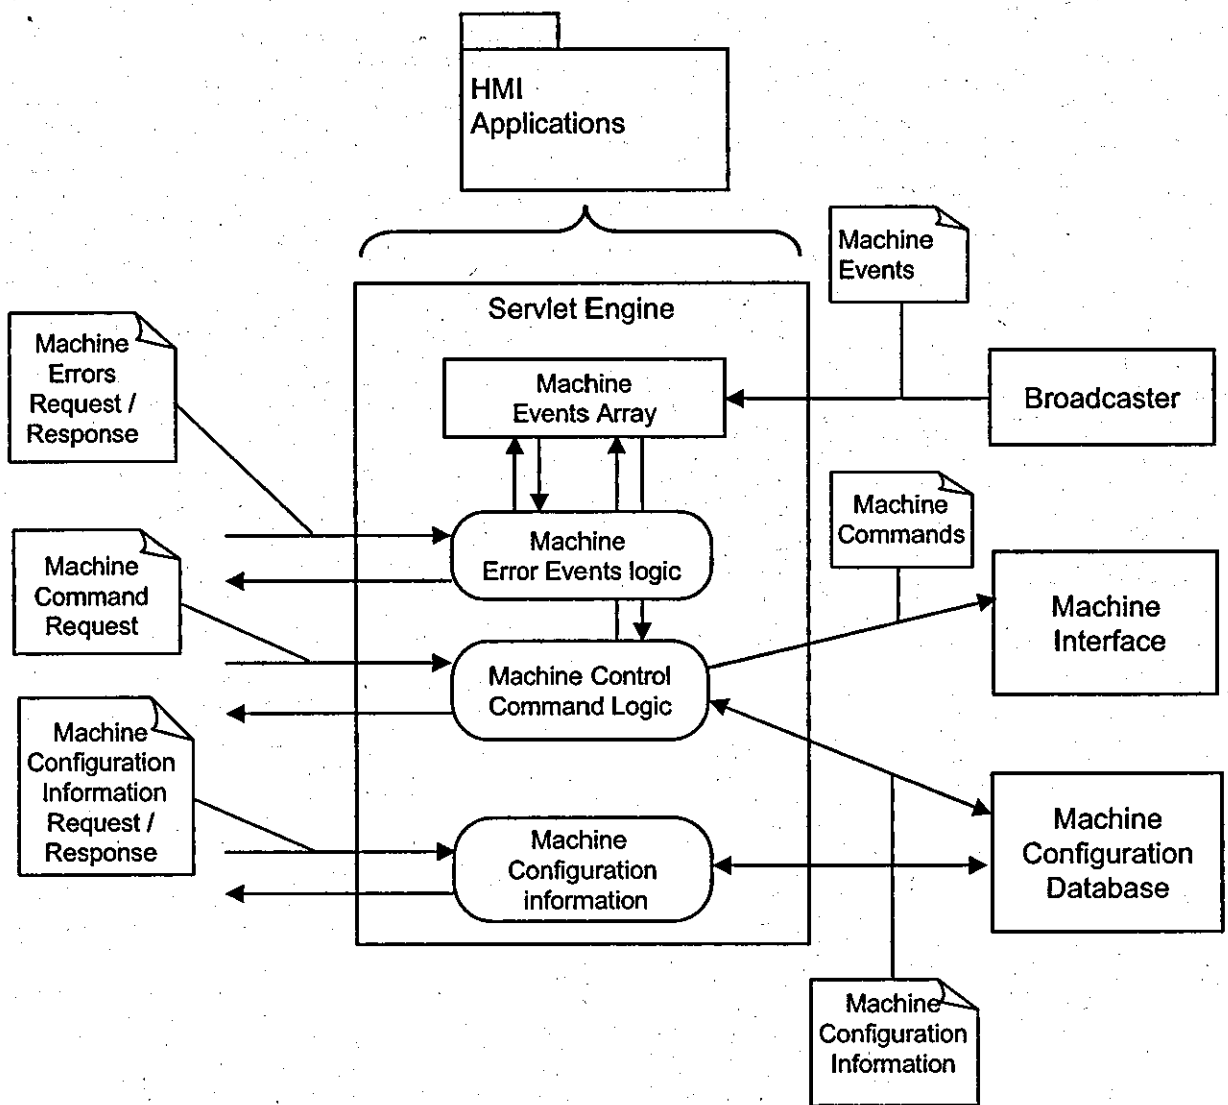 HMI
Applications
Machine
Events
Servlet Engine
Machine
Errors
Request /
Response
Machine
Events Array
Broadcaster
Machine
Commands
Machine
Error Events logic
Machine
Command
Request
Machine
Interface
Machine Control
Command Logic
Machine
Configuration
Information
Request /
Response
Machine
Configuration
information
Machine
Configuration
Database
Machine
Configuration
Information